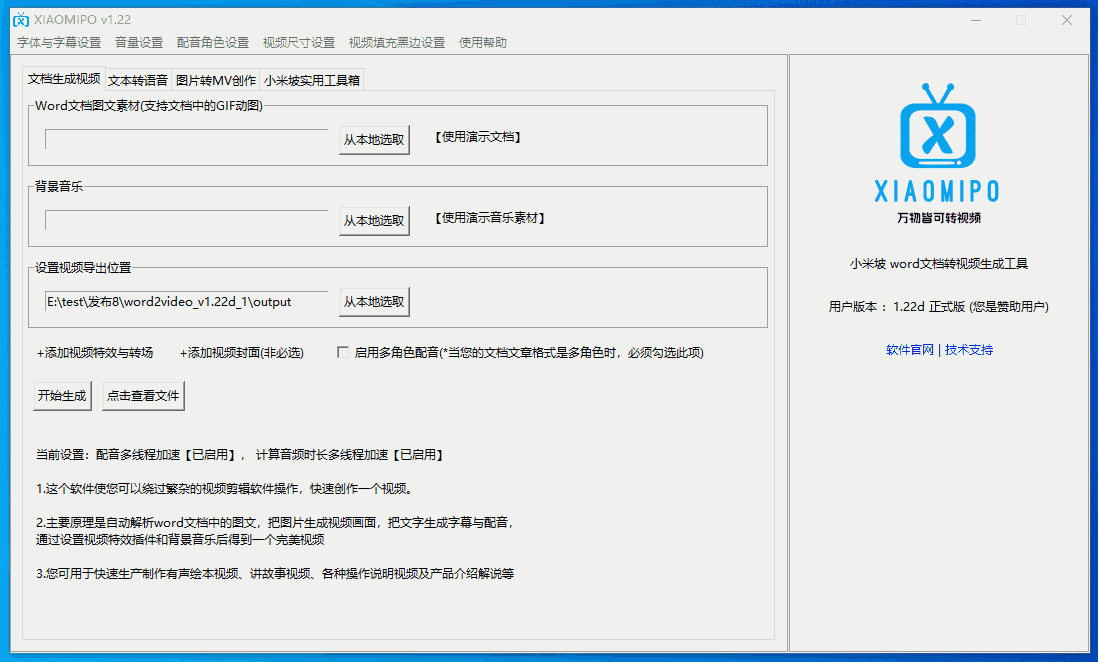 XIAOMIPO v1.22
字体与字幕设置 音量设置 配音角色设置 视频尺寸设置 视频填充黑边设置 使用帮助
文档生成视频 文本转语音 图片转MV创作 小米坡实用工具箱
Word文档图文素材(支持文档中的GIF动图)
从本地选取 【使用演示文档】
背景音乐
从本地选取 【使用演示音乐素材】
设置视频导出位置
E:\test\发布8\word2video_v1.22d_1\output 从本地选取
+添加视频特效与转场 +添加视频封面(非必选) 启用多角色配音(*当您的文档文章格式是多角色时，必须勾选此项)
开始生成 点击查看文件
当前设置：配音多线程加速【已启用】， 计算音频时长多线程加速【已启用】
1.这个软件使您可以绕过繁杂的视频剪辑软件操作，快速创作一个视频。
2.主要原理是自动解析word文档中的图文，把图片生成视频画面，把文字生成字幕与配音，
通过设置视频特效插件和背景音乐后得到一个完美视频
3.您可用于快速生产制作有声绘本视频、讲故事视频、各种操作说明视频及产品介绍解说等
X
XIAOMIPO
万物皆可转视频
小米坡 word文档转视频生成工具
用户版本 ：1.22d 正式版 (您是赞助用户)
软件官网 | 技术支持